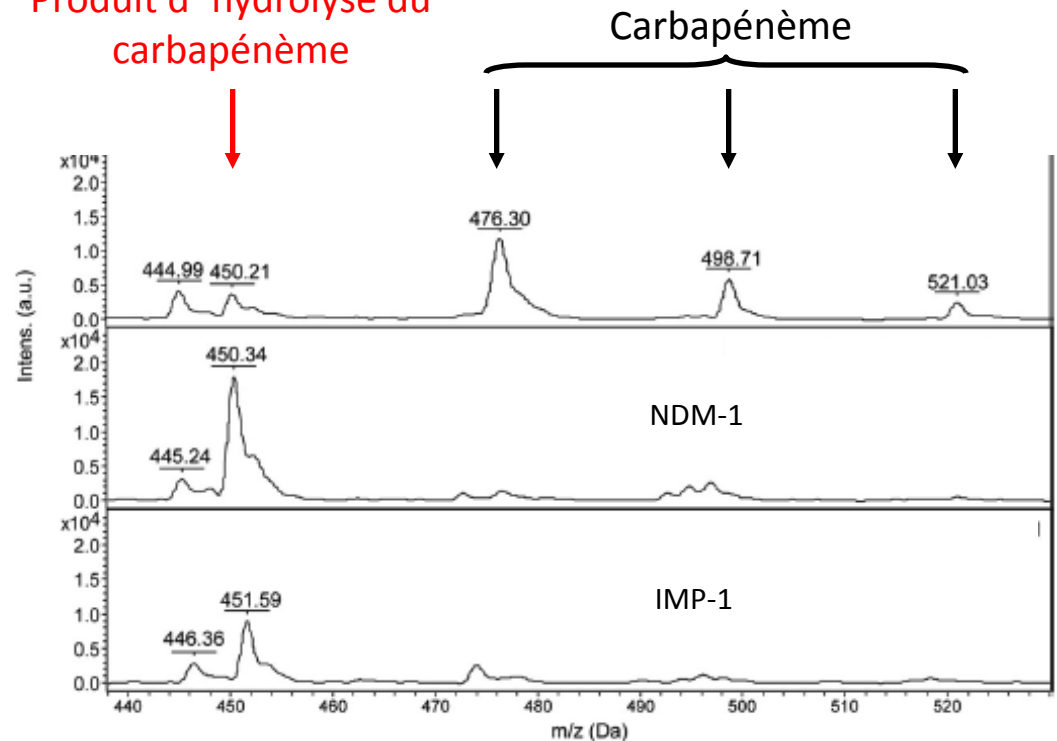 Produit d' hydrolyse du
carbapénème
Carbapénème
x10⁴
2.0
1.5
1.0
0.5
0.0
444.99
450.21
476.30
498.71
521.03
Intens. (a.u.)
x10⁴
2.0
1.5
1.0
0.5
0.0
445.24
450.34
NDM-1
x10⁴
2.0
1.5
1.0
0.5
0.0
446.36
451.59
IMP-1
440 450 460 470 480 490 500 510 520
m/z (Da)